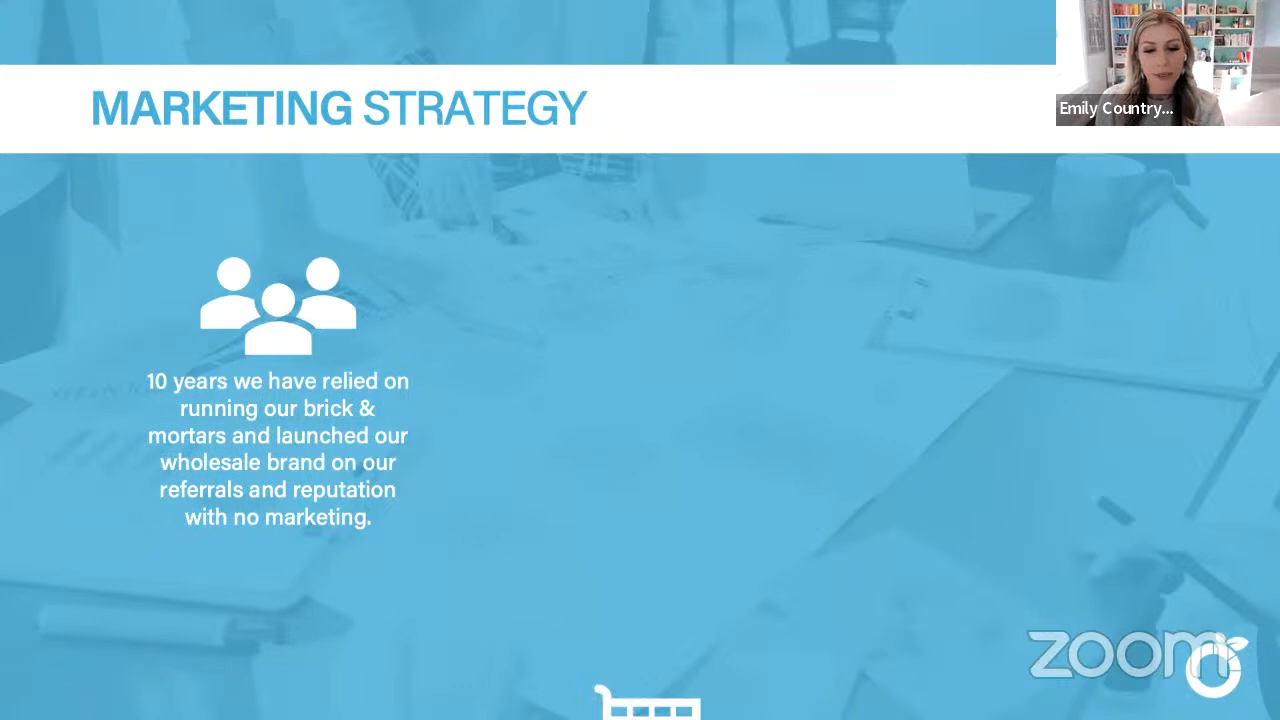 MARKETING STRATEGY
Emily Country...
10 years we have relied on
running our brick &
mortars and launched our
wholesale brand on our
referrals and reputation
with no marketing.
zoom